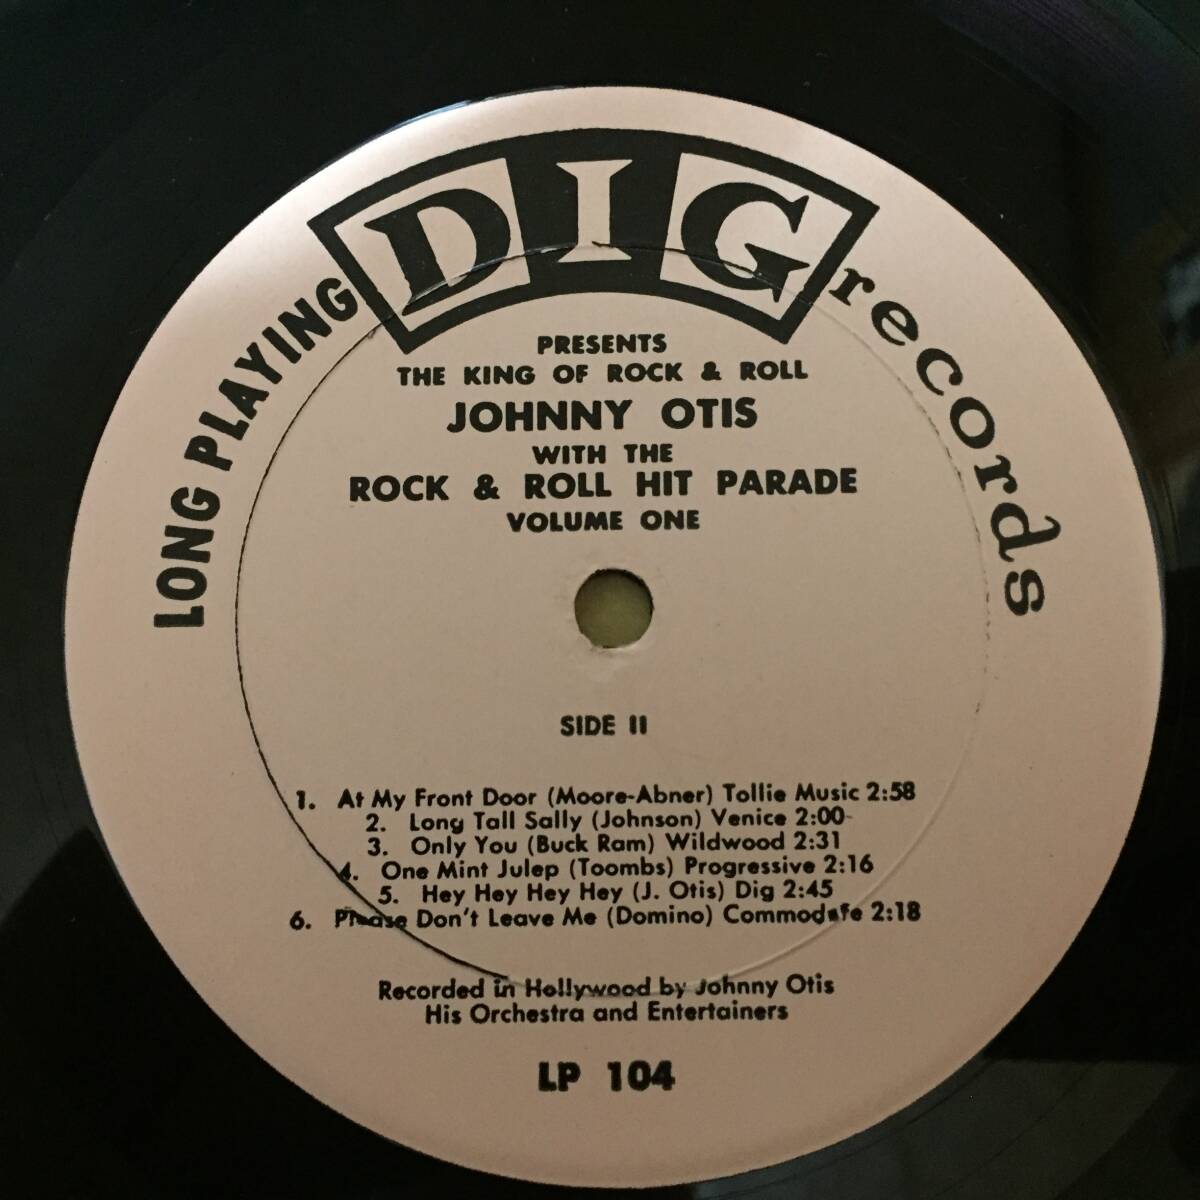 LONG PLAYING
DIG records
PRESENTS
THE KING OF ROCK & ROLL
JOHNNY OTIS
WITH THE
ROCK & ROLL HIT PARADE
VOLUME ONE
SIDE II
1. At My Front Door (Moore-Abner) Tollie Music 2:58
2. Long Tall Sally (Johnson) Venice 2:00
3. Only You (Buck Ram) Wildwood 2:31
4. One Mint Julep (Toombs) Progressive 2:16
5. Hey Hey Hey Hey (J. Otis) Dig 2:45
6. Please Don't Leave Me (Domino) Commodafe 2:18
Recorded in Hollywood by Johnny Otis
His Orchestra and Entertainers
LP 104